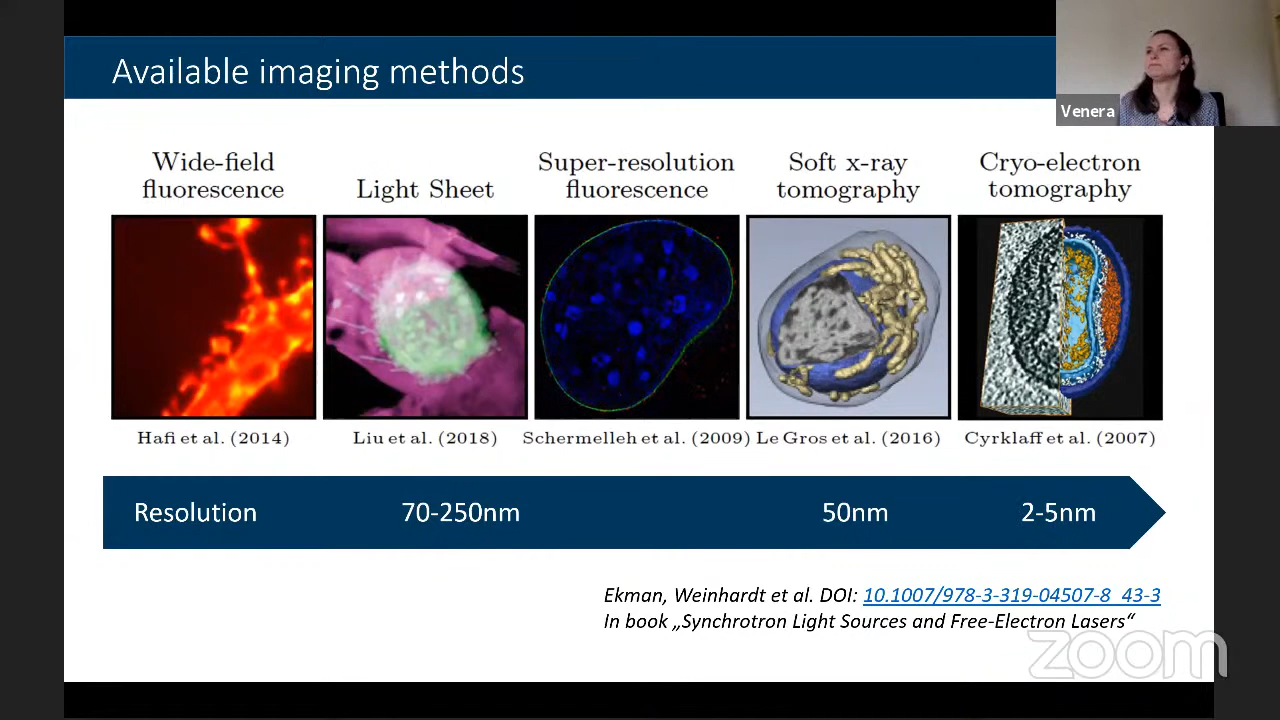 Available imaging methods
Venera
Wide-field
fluorescence
Light Sheet
Super-resolution
fluorescence
Soft x-ray
tomography
Cryo-electron
tomography
Hafi et al. (2014)
Liu et al. (2018)
Schermelleh et al. (2009)
Le Gros et al. (2016)
Cyrklaff et al. (2007)
Resolution
70-250nm
50nm
2-5nm
Ekman, Weinhardt et al. DOI: 10.1007/978-3-319-04507-8_43-3
In book „Synchrotron Light Sources and Free-Electron Lasers“
zoom